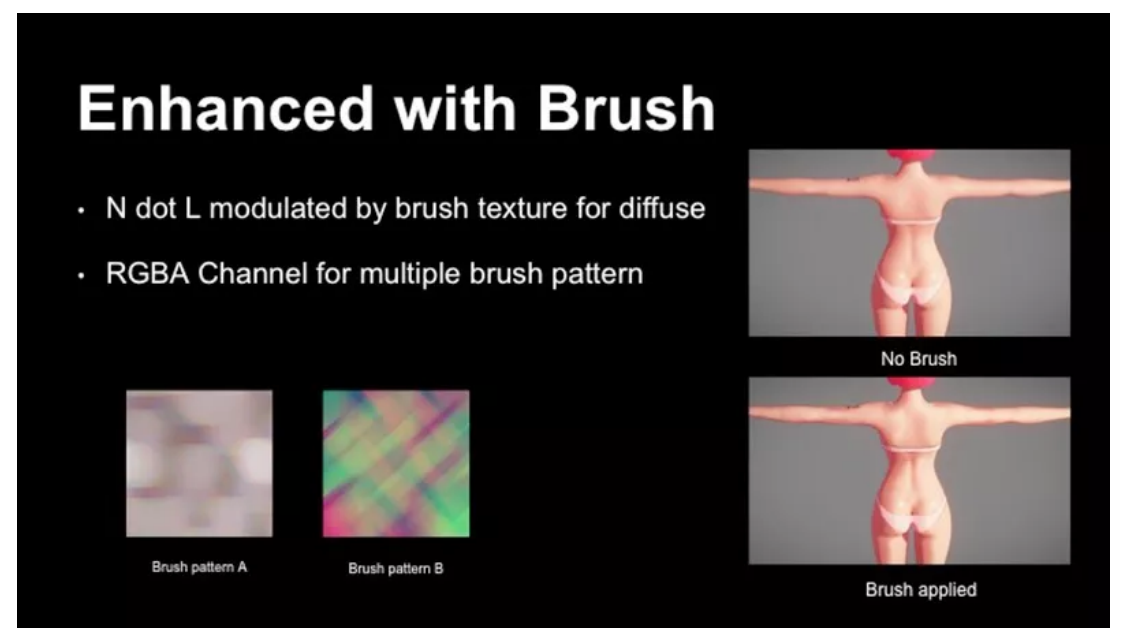 Enhanced with Brush
• N dot L modulated by brush texture for diffuse
• RGBA Channel for multiple brush pattern
No Brush
Brush pattern A
Brush pattern B
Brush applied